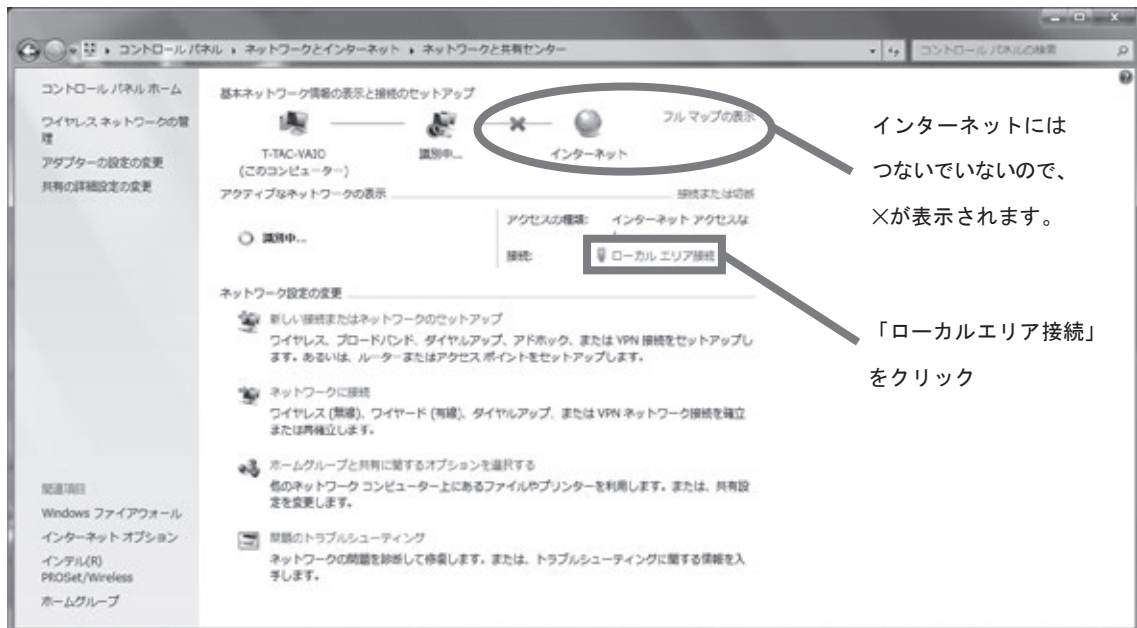 コントロール パネル ▸ ネットワークとインターネット ▸ ネットワークと共有センター
コントロール パネルの検索
コントロール パネル ホーム
ワイヤレス ネットワークの管
理
アダプターの設定の変更
共有の詳細設定の変更
基本ネットワーク情報の表示と接続のセットアップ
フル マップの表示
T-TAC-VAIO
(このコンピューター)
識別中...
インターネット
アクティブなネットワークの表示
接続または切断
識別中...
アクセスの種類: インターネット アクセスな
接続: ローカル エリア接続
ネットワーク設定の変更
新しい接続またはネットワークのセットアップ
ワイヤレス、ブロードバンド、ダイヤルアップ、アドホック、または VPN 接続をセットアップし
ます。あるいは、ルーターまたはアクセス ポイントをセットアップします。
ネットワークに接続
ワイヤレス (無線)、ワイヤード (有線)、ダイヤルアップ、または VPN ネットワーク接続を確立
または再確立します。
ホームグループと共有に関するオプションを選択する
他のネットワーク コンピューター上にあるファイルやプリンターを利用します。または、共有設
定を変更します。
問題のトラブルシューティング
ネットワークの問題を診断して修復します。または、トラブルシューティングに関する情報を入
手します。
関連項目
Windows ファイアウォール
インターネット オプション
インテル(R)
PROSet/Wireless
ホームグループ
インターネットには
つないでいないので、
×が表示されます。
「ローカルエリア接続」
をクリック